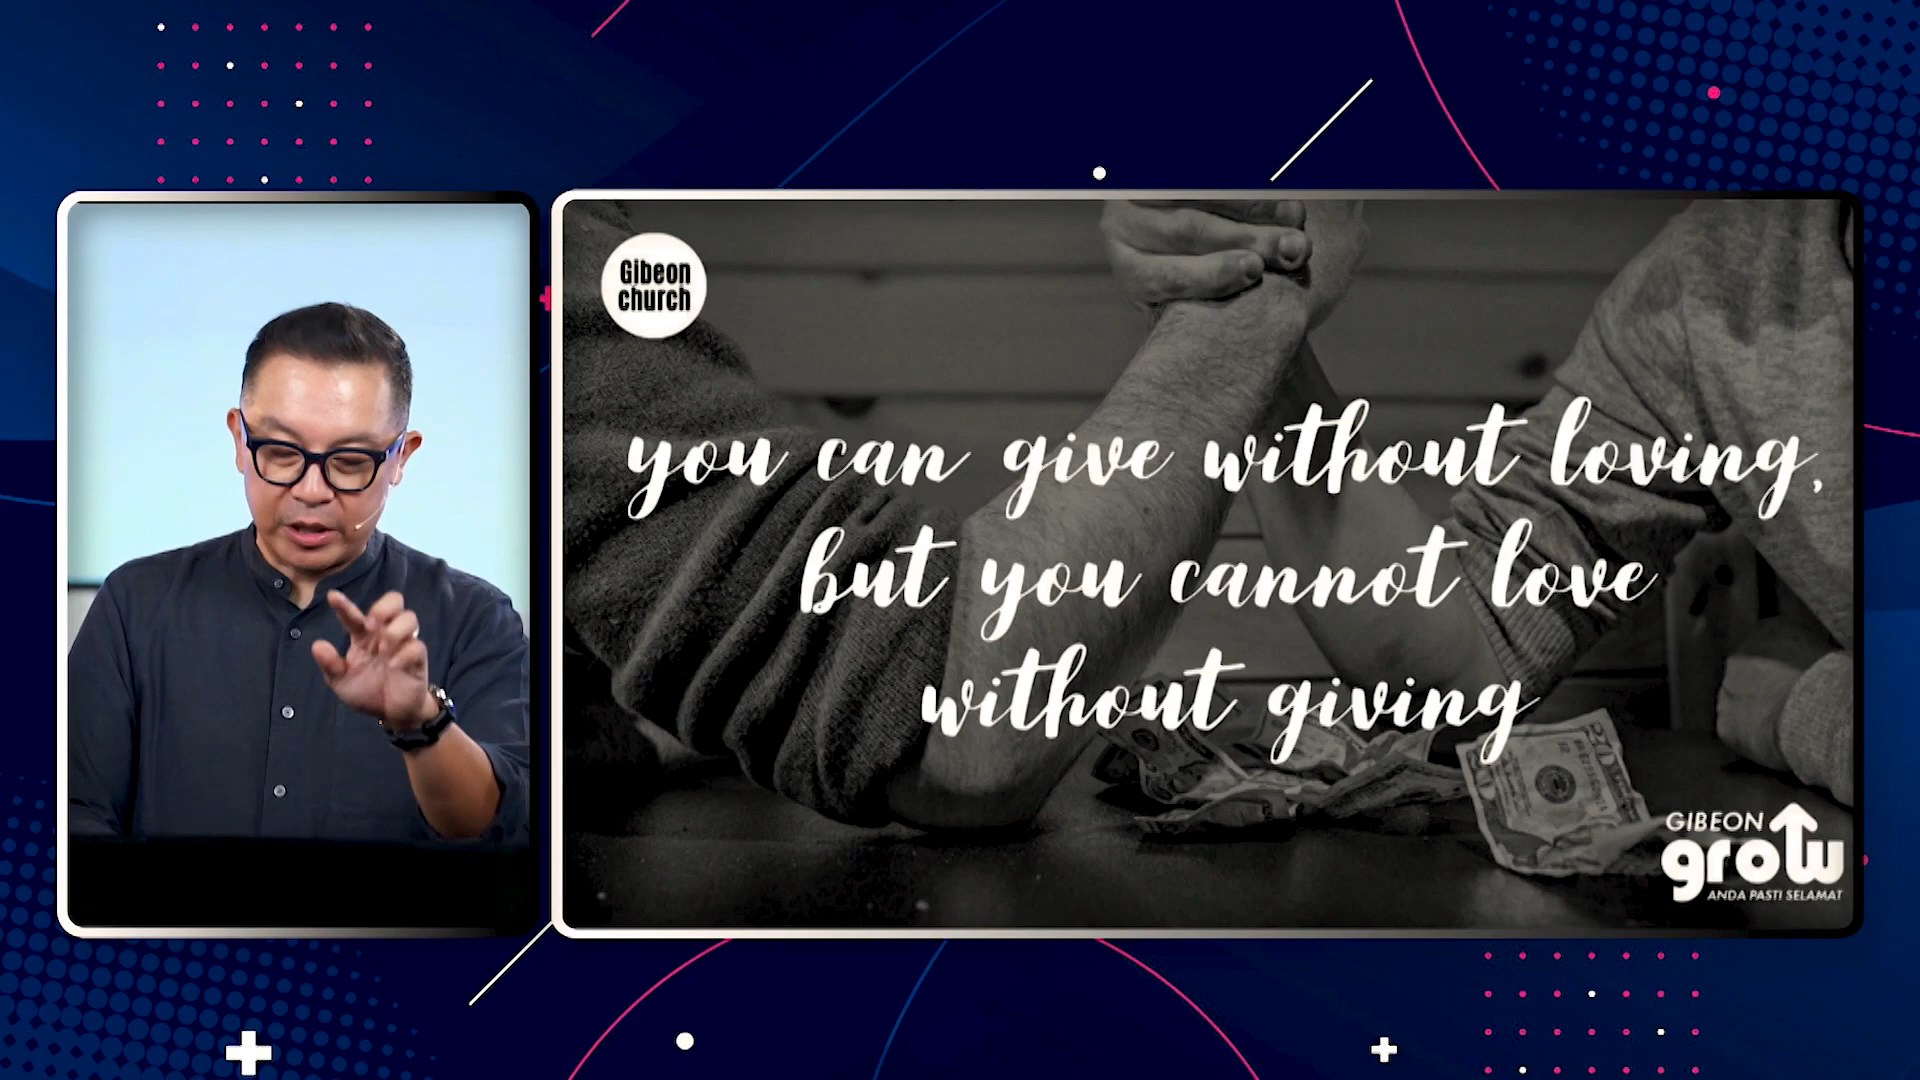 Gibeon
church
you can give without loving,
but you cannot love
without giving
GIBEON
grow
ANDA PASTI SELAMAT